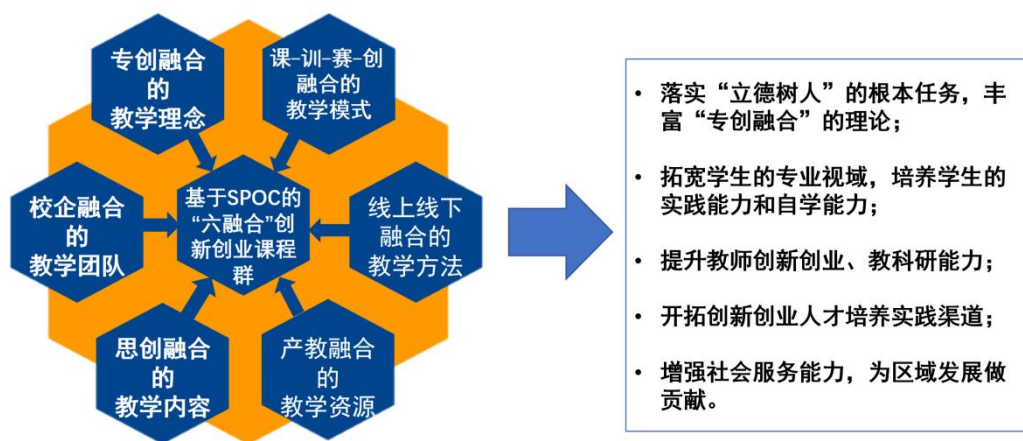 专创融合
的
教学理念
课-训-赛-创
融合的
教学模式
校企融合
的
教学团队
基于SPOC的
“六融合”创
新创业课程
群
线上线下
融合的
教学方法
思创融合
的
教学内容
产教融合
的
教学资源
• 落实“立德树人”的根本任务，丰
富“专创融合”的理论；
• 拓宽学生的专业视域，培养学生的
实践能力和自学能力；
• 提升教师创新创业、教科研能力；
• 开拓创新创业人才培养实践渠道；
• 增强社会服务能力，为区域发展做
贡献。